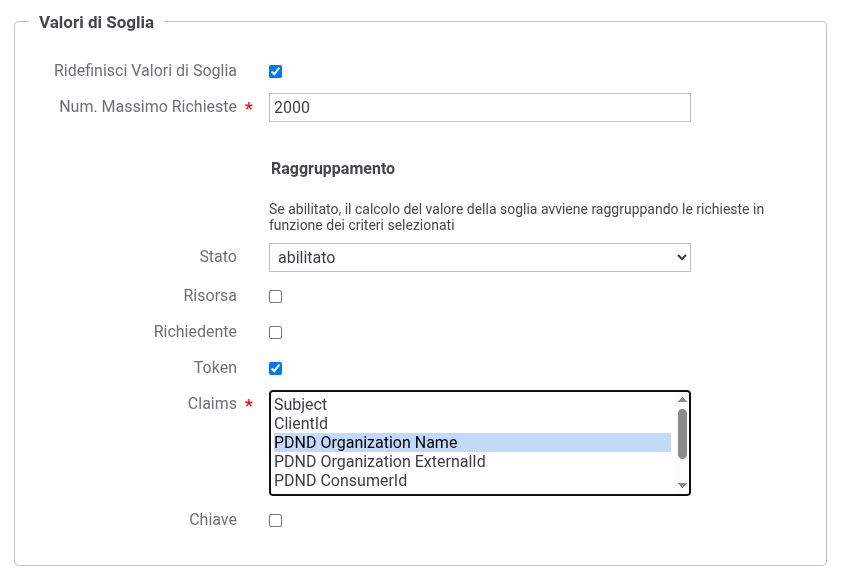 Valori di Soglia
Ridefinisci Valori di Soglia
Num. Massimo Richieste *
2000
Raggruppamento
Se abilitato, il calcolo del valore della soglia avviene raggruppando le richieste in
funzione dei criteri selezionati
Stato
abilitato
Risorsa
Richiedente
Token
Claims *
Subject
ClientId
PDND Organization Name
PDND Organization ExternalId
PDND ConsumerId
Chiave